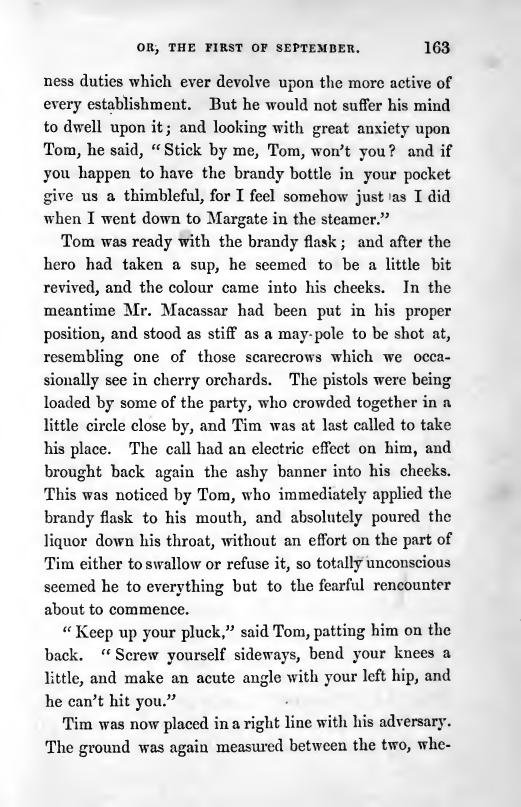 OR, THE FIRST OF SEPTEMBER. 163
ness duties which ever devolve upon the more active of
every establishment. But he would not suffer his mind
to dwell upon it; and looking with great anxiety upon
Tom, he said, “Stick by me, Tom, won't you? and if
you happen to have the brandy bottle in your pocket
give us a thimbleful, for I feel somehow just as I did
when I went down to Margate in the steamer.”
Tom was ready with the brandy flask; and after the
hero had taken a sup, he seemed to be a little bit
revived, and the colour came into his cheeks. In the
meantime Mr. Macassar had been put in his proper
position, and stood as stiff as a may-pole to be shot at,
resembling one of those scarecrows which we occa-
sionally see in cherry orchards. The pistols were being
loaded by some of the party, who crowded together in a
little circle close by, and Tim was at last called to take
his place. The call had an electric effect on him, and
brought back again the ashy banner into his cheeks.
This was noticed by Tom, who immediately applied the
brandy flask to his mouth, and absolutely poured the
liquor down his throat, without an effort on the part of
Tim either to swallow or refuse it, so totally unconscious
seemed he to everything but to the fearful rencounter
about to commence.
“Keep up your pluck,” said Tom, patting him on the
back. “Screw yourself sideways, bend your knees a
little, and make an acute angle with your left hip, and
he can't hit you.”
Tim was now placed in a right line with his adversary.
The ground was again measured between the two, whe-